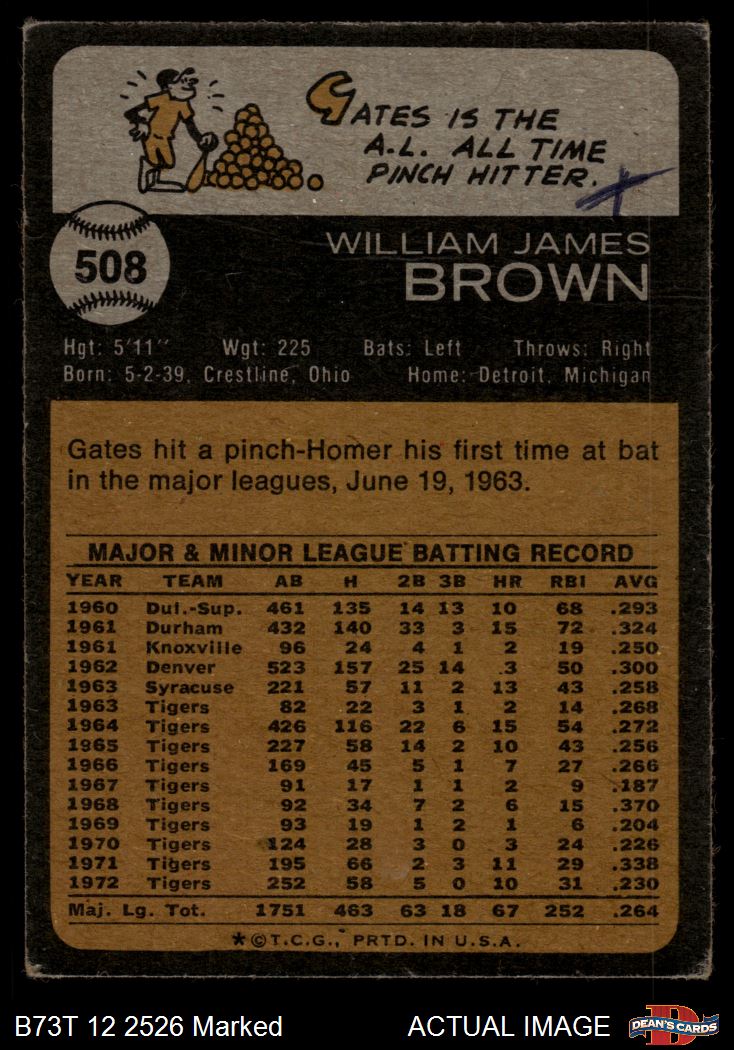 GATES IS THE
A.L. ALL TIME
PINCH HITTER.
508
WILLIAM JAMES
BROWN
Hgt: 5'11" Wgt: 225 Bats: Left Throws: Right
Born: 5-2-39, Crestline, Ohio Home: Detroit, Michigan
Gates hit a pinch-Homer his first time at bat
in the major leagues, June 19, 1963.
MAJOR & MINOR LEAGUE BATTING RECORD
YEAR TEAM AB H 2B 3B HR RBI AVG
1960 Dul.-Sup. 461 135 14 13 10 68 .293
1961 Durham 432 140 33 3 15 72 .324
1961 Knoxville 96 24 4 1 2 19 .250
1962 Denver 523 157 25 14 3 50 .300
1963 Syracuse 221 57 11 2 13 43 .258
1963 Tigers 82 22 3 1 2 14 .268
1964 Tigers 426 116 22 6 15 54 .272
1965 Tigers 227 58 14 2 10 43 .256
1966 Tigers 169 45 5 1 7 27 .266
1967 Tigers 91 17 1 1 2 9 .187
1968 Tigers 92 34 7 2 6 15 .370
1969 Tigers 93 19 1 2 1 6 .204
1970 Tigers 124 28 3 0 3 24 .226
1971 Tigers 195 66 2 3 11 29 .338
1972 Tigers 252 58 5 0 10 31 .230
Maj. Lg. Tot. 1751 463 63 18 67 252 .264
★©T.C.G., PRTD. IN U.S.A.
B73T 12 2526 Marked ACTUAL IMAGE D DEAN'S CARDS